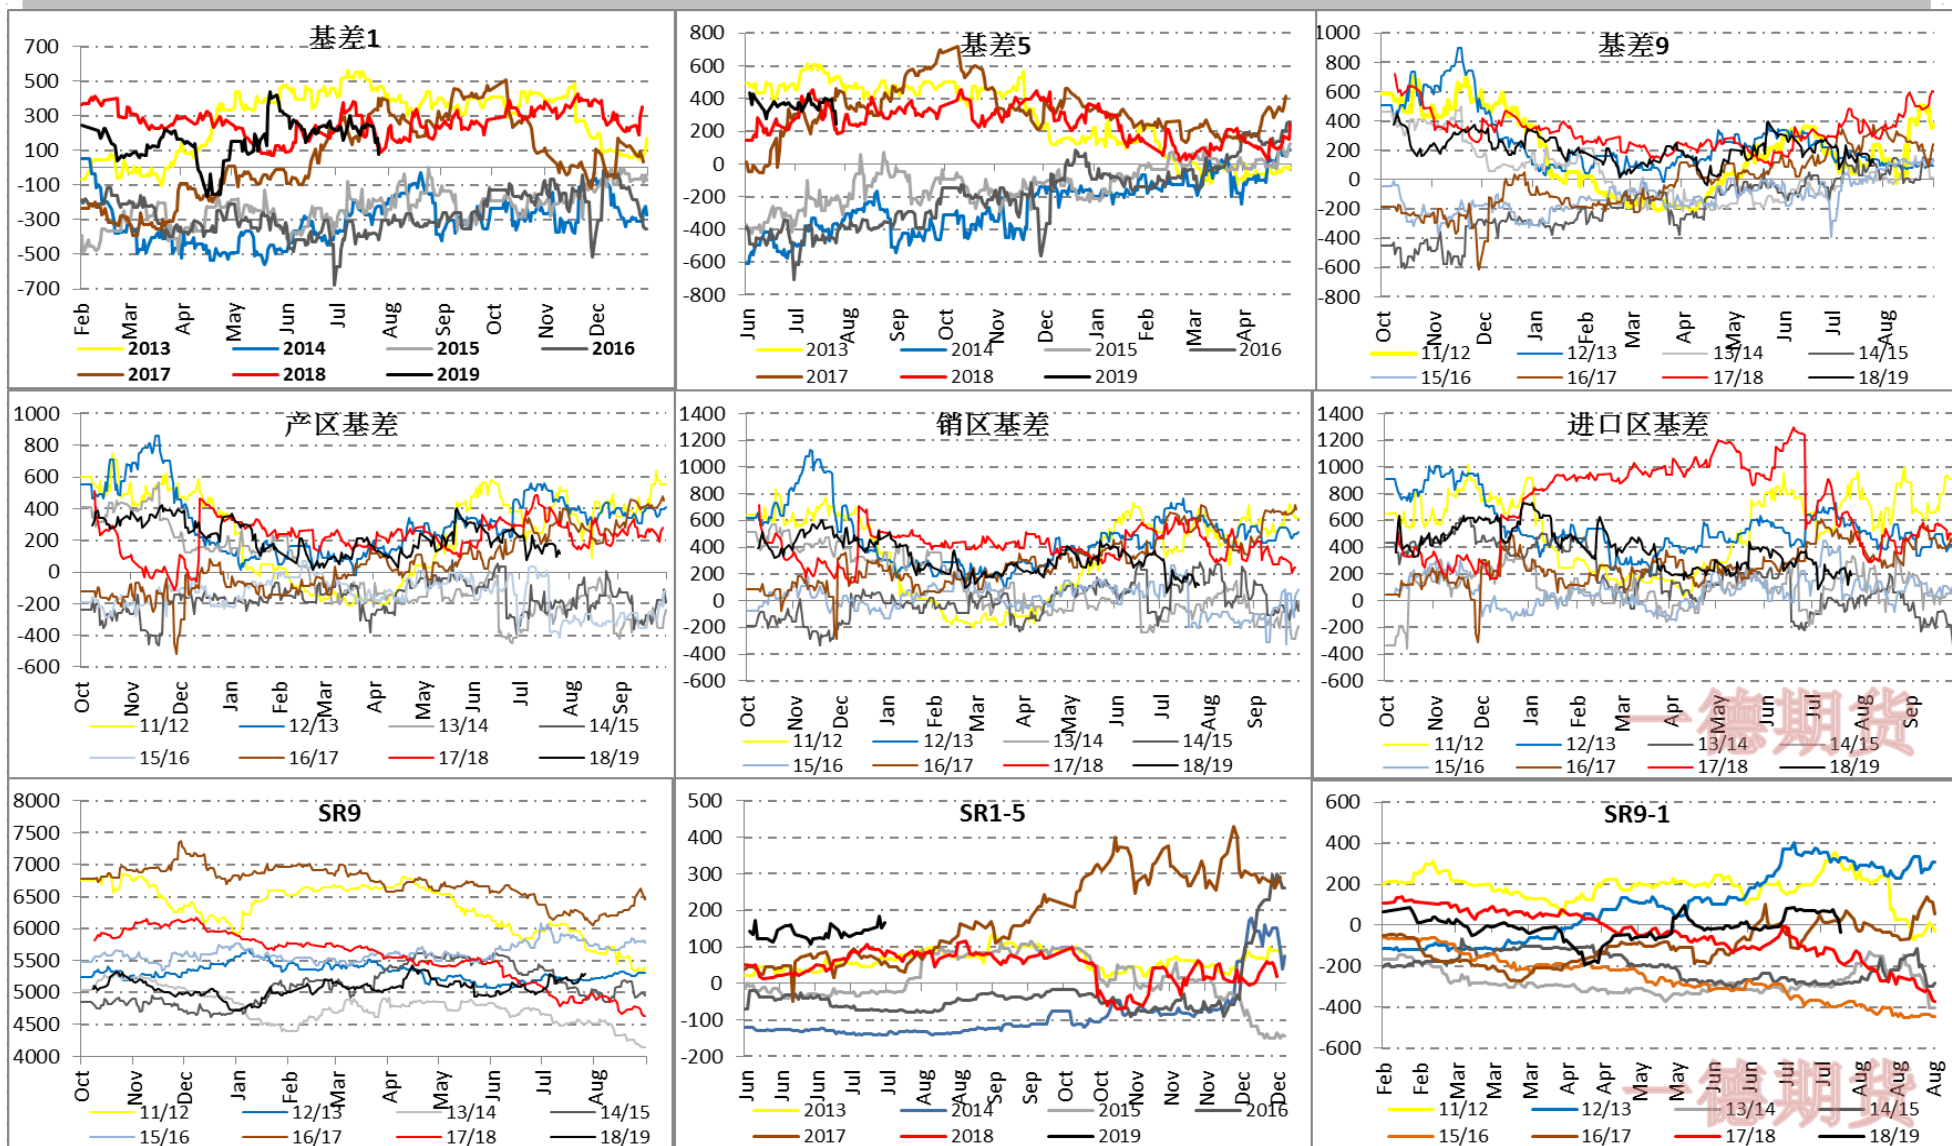 基差1
700
500
300
100
-100
-300
-500
-700
Feb Mar Apr May Jun Jul Aug Sep Oct Nov Dec
2013 2014 2015 2016
2017 2018 2019
基差5
800
600
400
200
0
-200
-400
-600
-800
Jun Jul Aug Sep Oct Nov Dec Jan Feb Mar Apr
2013 2014 2015 2016
2017 2018 2019
基差9
1000
800
600
400
200
0
-200
-400
-600
-800
Oct Nov Dec Jan Feb Mar Apr May Jun Jul Aug
11/12 12/13 13/14 14/15
15/16 16/17 17/18 18/19
产区基差
1000
800
600
400
200
0
-200
-400
-600
Oct Nov Dec Jan Feb Mar Apr May Jun Jul Aug Sep
11/12 12/13 13/14 14/15
15/16 16/17 17/18 18/19
销区基差
1400
1200
1000
800
600
400
200
0
-200
-400
-600
Oct Nov Dec Jan Feb Mar Apr May Jun Jul Aug Sep
11/12 12/13 13/14 14/15
15/16 16/17 17/18 18/19
进口区基差
1400
1200
1000
800
600
400
200
0
-200
-400
-600
Oct Nov Dec Jan Feb Mar Apr May Jun Jul Aug Sep
11/12 12/13 13/14 14/15
15/16 16/17 17/18 18/19
一德期货
SR9
8000
7500
7000
6500
6000
5500
5000
4500
4000
Oct Nov Dec Jan Feb Mar Apr May Jun Jul Aug
11/12 12/13 13/14 14/15
15/16 16/17 17/18 18/19
SR1-5
500
400
300
200
100
0
-100
-200
Jun Jun Jun Jul Jul Aug Aug Sep Sep Oct Oct Nov Nov Nov Dec Dec
2013 2014 2015 2016
2017 2018 2019
SR9-1
600
400
200
0
-200
-400
-600
Feb Feb Mar Mar Mar Apr Apr May May Jun Jun Jul Jul Aug Aug Aug
11/12 12/13 13/14 14/15
15/16 16/17 17/18 18/19
一德期货